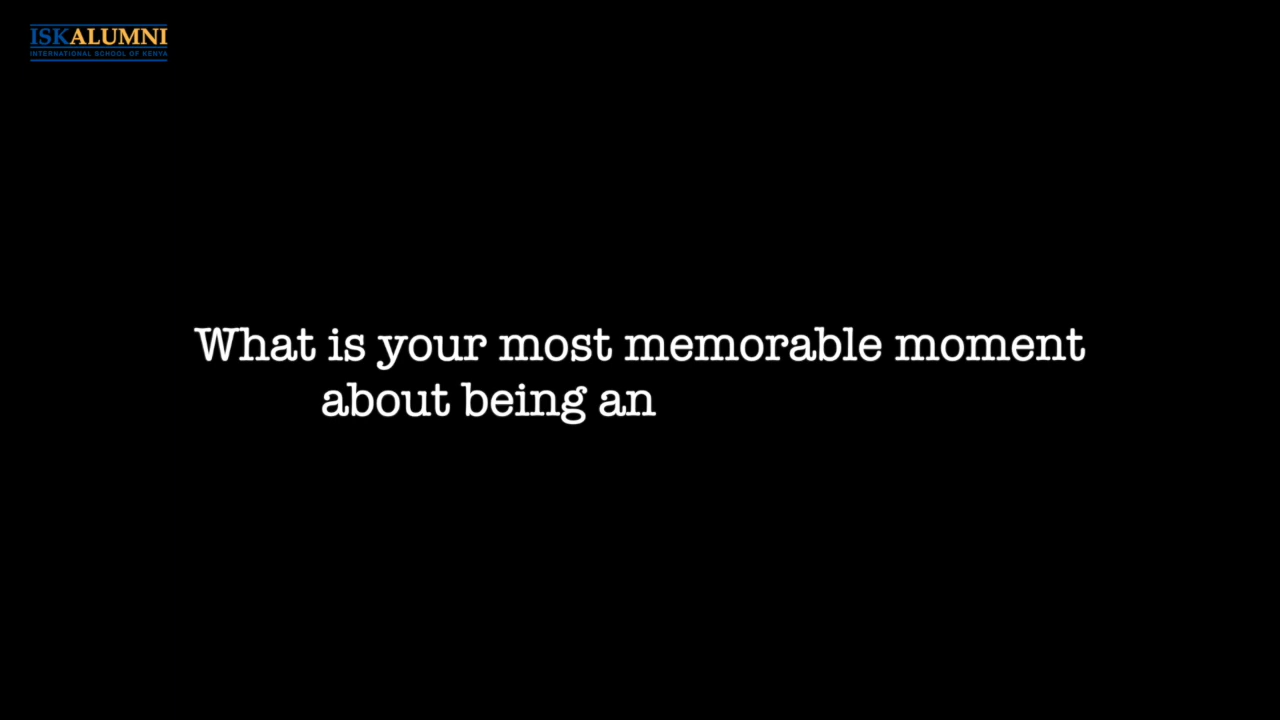 ISKALUMNI
INTERNATIONAL SCHOOL OF KENYA
What is your most memorable moment
about being an